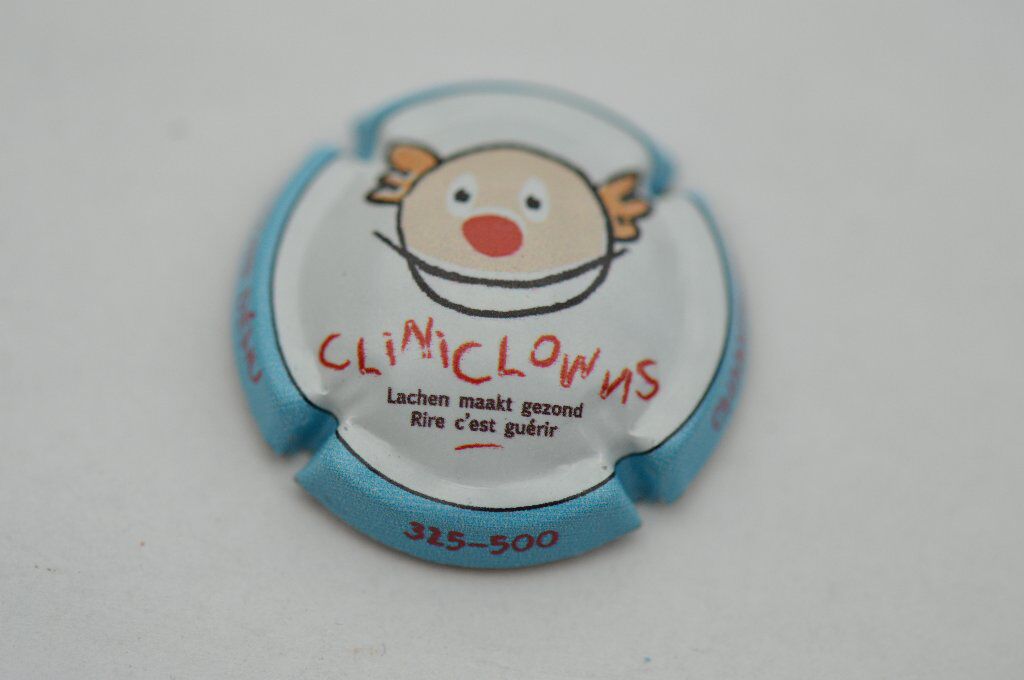 CLiNiCLOWNS
Lachen maakt gezond
Rire c'est guérir
325-500